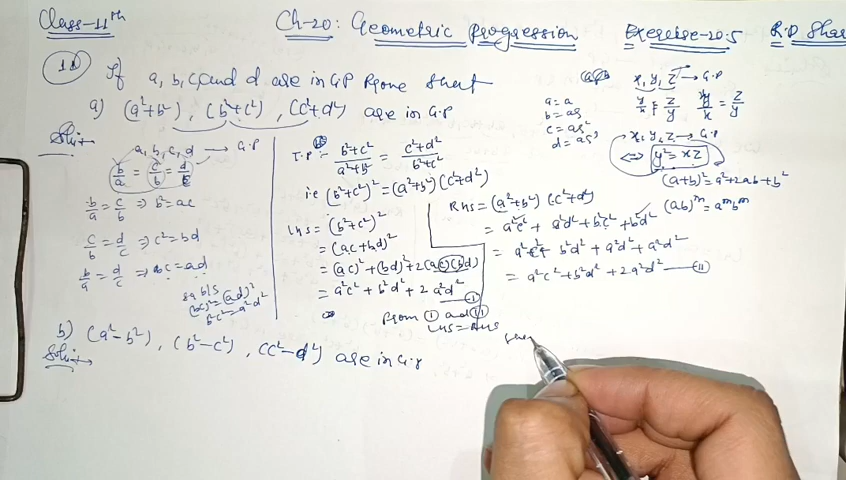 Class-11th Ch-20: Geometric Progression Exercise-20.5 R.D Shar
11 If a, b, c, and d are in G.P Prove that
a) (a²+b²), (b²+c²), (c²+d²) are in G.P
Soln:-
a, b, c, d → G.P
b/a = c/b = d/c
b/a = c/b ⇒ b²=ac
c/b = d/c ⇒ c²=bd
b/a = d/c ⇒ bc=ad
sq b/s
(bc)²=(ad)²
b²c²=a²d²
T.P :- (b²+c²)/(a²+b²) = (c²+d²)/(b²+c²)
i.e (b²+c²)² = (a²+b²)(c²+d²)
LHS = (b²+c²)²
= (ac+bd)²
= (ac)²+(bd)²+2(ac)(bd)
= a²c²+b²d²+2a²d² —(I)
RHS = (a²+b²)(c²+d²)
= a²c²+a²d²+b²c²+b²d²
= a²c²+b²d²+a²d²+a²d²
= a²c²+b²d²+2a²d² —(II)
From (I) and (II)
LHS=RHS
a=a
b=ar
c=ar²
d=ar³
x, y, z → G.P
y/x = z/y
x, y, z → G.P
⇔ y²=xz
(a+b)²=a²+2ab+b²
(ab)^m=a^m b^m
b) (a²-b²), (b²-c²), (c²-d²) are in G.P
Soln:-